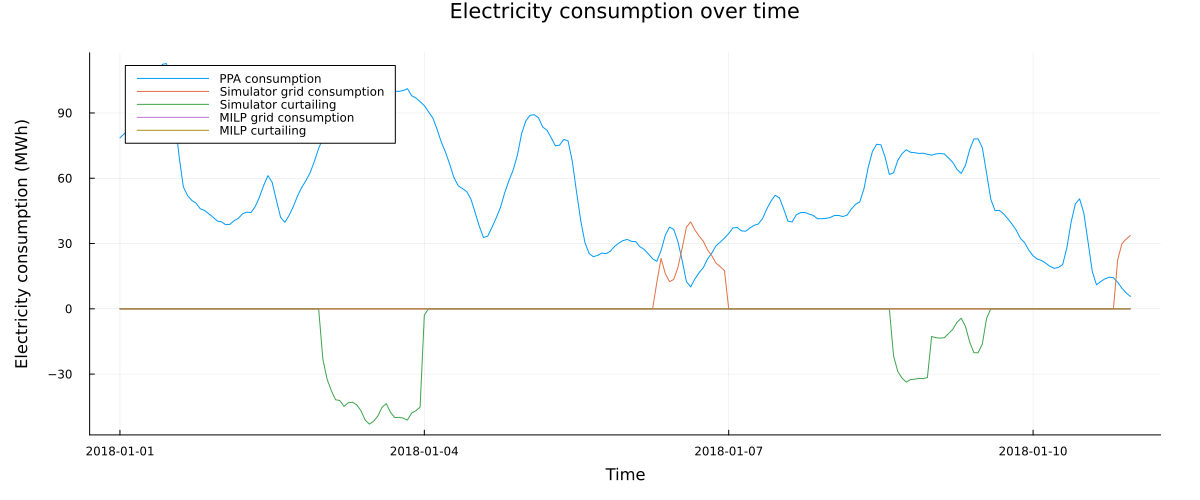 Electricity consumption over time
PPA consumption
Simulator grid consumption
Simulator curtailing
MILP grid consumption
MILP curtailing
Electricity consumption (MWh)
90
60
30
0
−30
2018-01-01
2018-01-04
2018-01-07
2018-01-10
Time